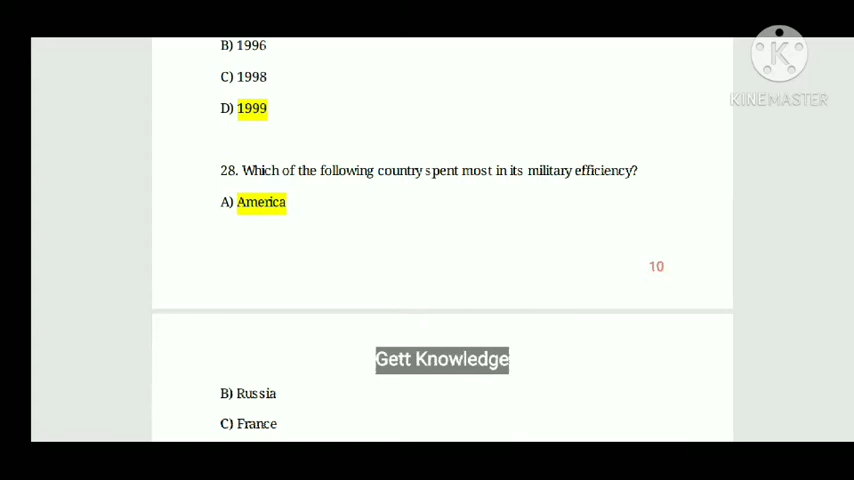 B) 1996
C) 1998
D) 1999
KINEMASTER
28. Which of the following country spent most in its military efficiency?
A) America
10
Gett Knowledge
B) Russia
C) France